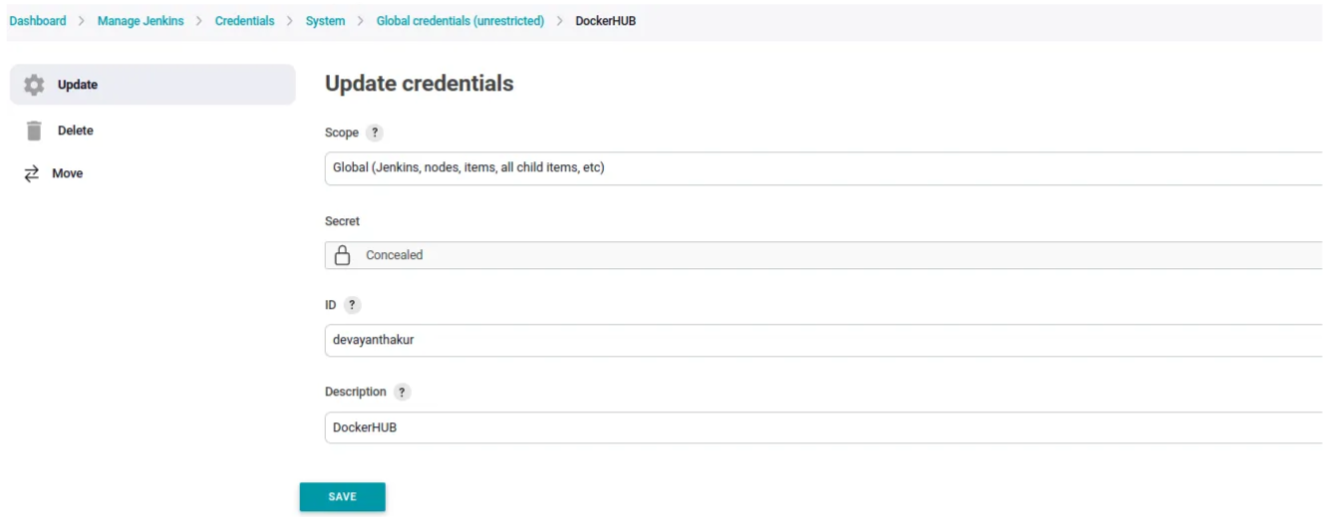 Dashboard > Manage Jenkins > Credentials > System > Global credentials (unrestricted) > DockerHUB
Update
Delete
Move
Update credentials
Scope ?
Global (Jenkins, nodes, items, all child items, etc)
Secret
Concealed
ID ?
devayanthakur
Description ?
DockerHUB
SAVE